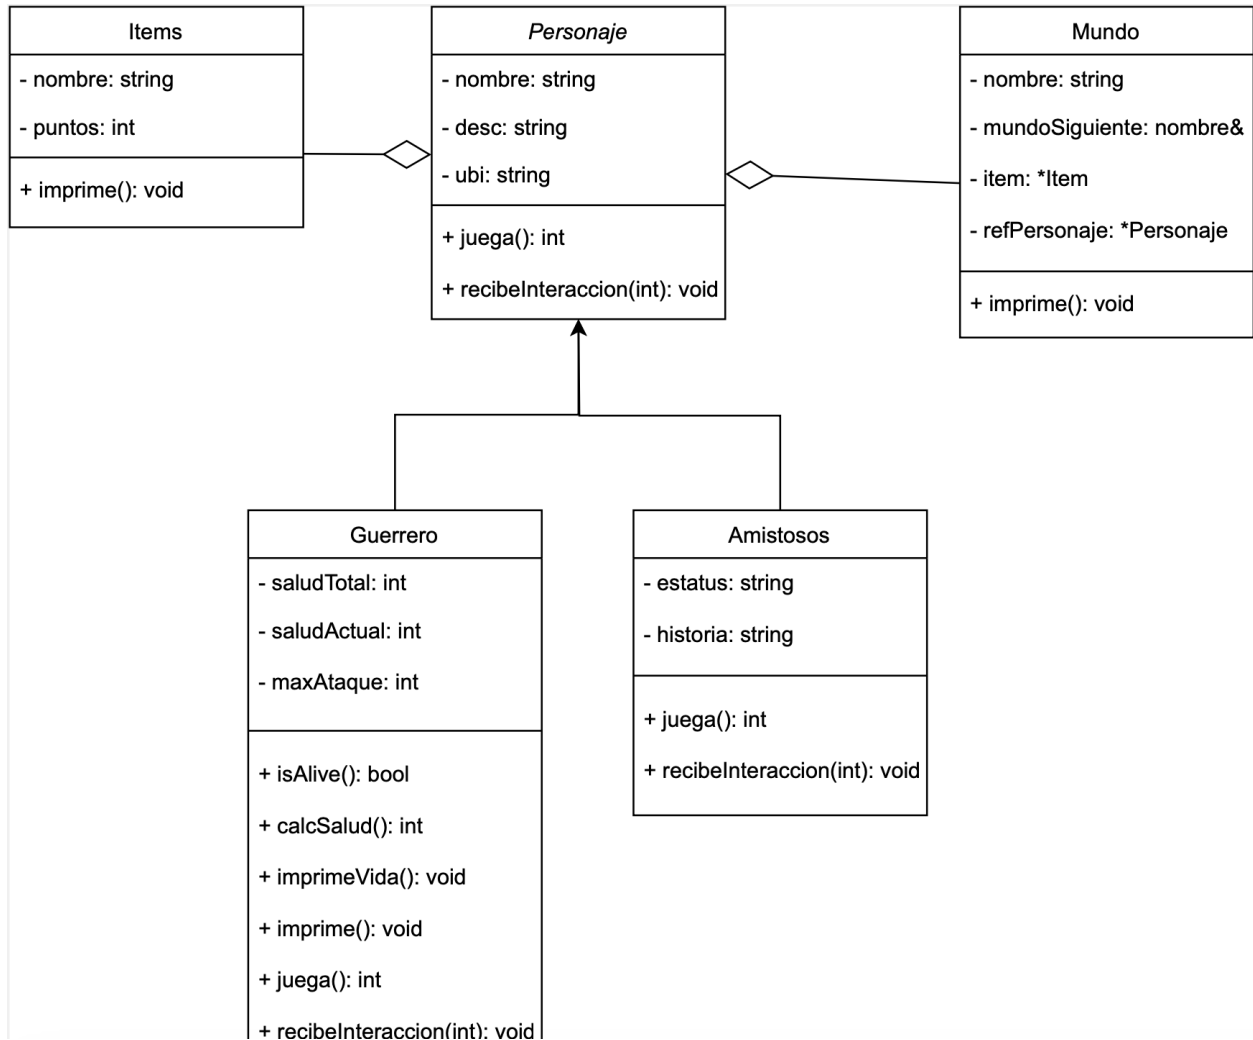 Items
- nombre: string
- puntos: int
+ imprime(): void
Personaje
- nombre: string
- desc: string
- ubi: string
+ juega(): int
+ recibeInteraccion(int): void
Mundo
- nombre: string
- mundoSiguiente: nombre&
- item: *Item
- refPersonaje: *Personaje
+ imprime(): void
Guerrero
- saludTotal: int
- saludActual: int
- maxAtaque: int
+ isAlive(): bool
+ calcSalud(): int
+ imprimeVida(): void
+ imprime(): void
+ juega(): int
+ recibeInteraccion(int): void
Amistosos
- estatus: string
- historia: string
+ juega(): int
+ recibeInteraccion(int): void